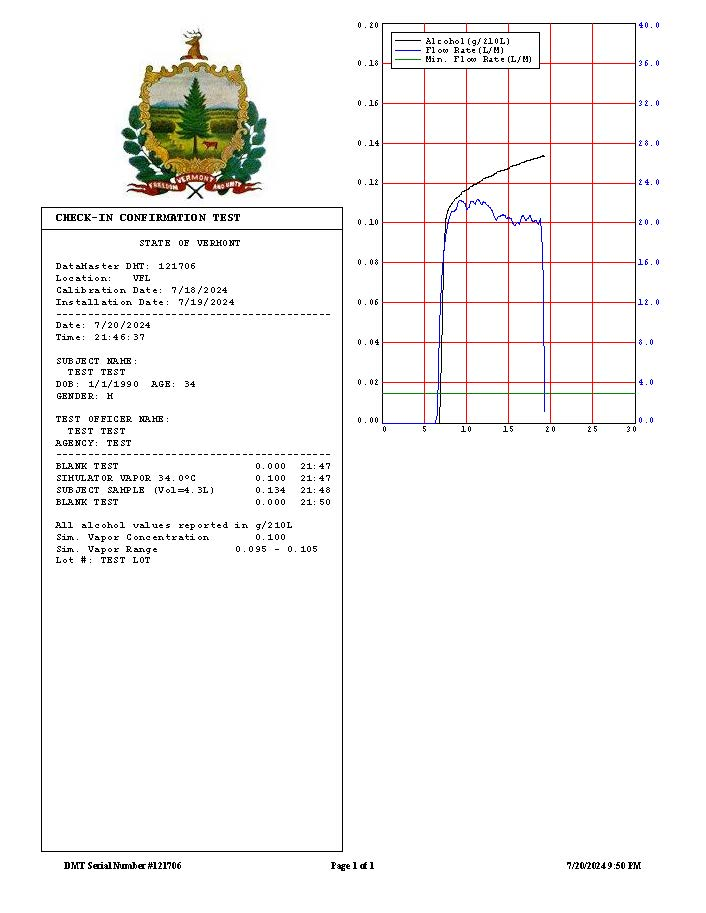 FREEDOM VERMONT AND UNITY
CHECK-IN CONFIRMATION TEST
STATE OF VERMONT
DataMaster DMT: 121706
Location: VFL
Calibration Date: 7/18/2024
Installation Date: 7/19/2024
Date: 7/20/2024
Time: 21:46:37
SUBJECT NAME:
TEST TEST
DOB: 1/1/1990 AGE: 34
GENDER: M
TEST OFFICER NAME:
TEST TEST
AGENCY: TEST
BLANK TEST 0.000 21:47
SIMULATOR VAPOR 34.0ºC 0.100 21:47
SUBJECT SAMPLE (Vol=4.3L) 0.134 21:48
BLANK TEST 0.000 21:50
All alcohol values reported in g/210L
Sim. Vapor Concentration 0.100
Sim. Vapor Range 0.095 - 0.105
Lot #: TEST LOT
0.20 40.0
Alcohol(g/210L)
Flow Rate(L/M)
Min. Flow Rate(L/M)
0.18 36.0
0.16 32.0
0.14 28.0
0.12 24.0
0.10 20.0
0.08 16.0
0.06 12.0
0.04 8.0
0.02 4.0
0.00 0.0
0 5 10 15 20 25 30
DMT Serial Number #121706 Page 1 of 1 7/20/2024 9:50 PM